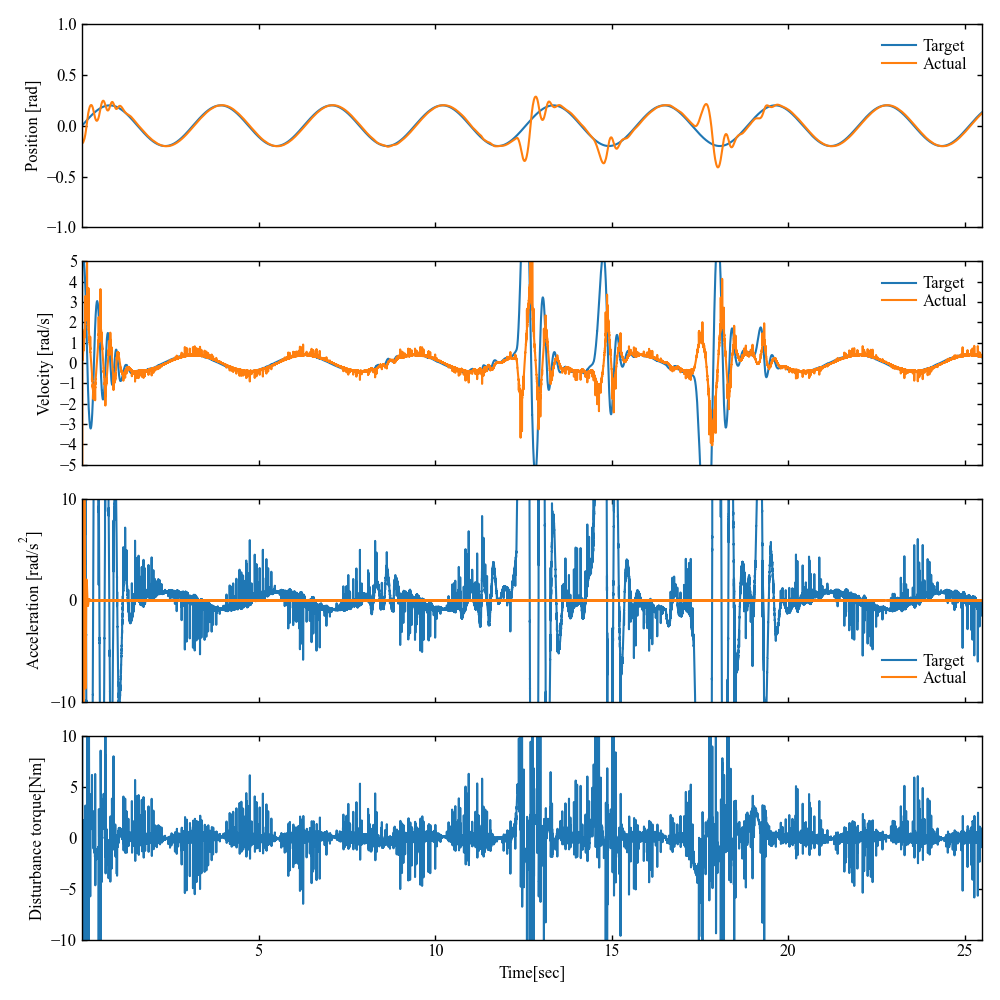 1.0
0.5
0.0
−0.5
−1.0
Position [rad]
Target
Actual
5
4
3
2
1
0
−1
−2
−3
−4
−5
Velocity [rad/s]
Target
Actual
10
0
−10
Acceleration [rad/s²]
Target
Actual
10
5
0
−5
−10
Disturbance torque[Nm]
5
10
15
20
25
Time[sec]